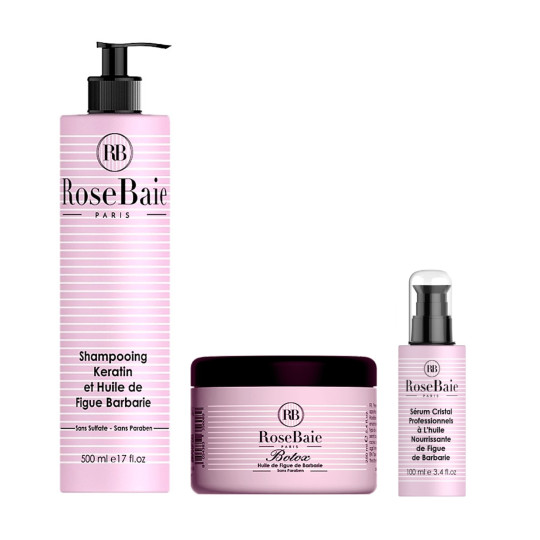 RB
RoseBaie
PARIS
Shampooing
Keratin
et Huile de
Figue Barbarie
Sans Sulfate - Sans Paraben
500 ml e 17 fl.oz
RB
RoseBaie
PARIS
Botox
Huile de Figue de Barbarie
Sans Paraben
RB
RoseBaie
PARIS
Sérum Cristal
Professionnels
à L'huile
Nourrissante
de Figue
de Barbarie
100 ml e 3.4 fl.oz